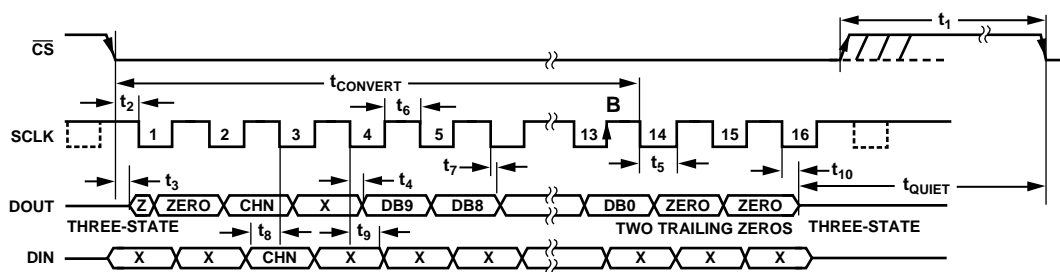 t1
CS
tCONVERT
t2 t6 B
SCLK 1 2 3 4 5 13 14 15 16
t3 t4 t7 t5 t10 tQUIET
DOUT Z ZERO CHN X DB9 DB8 DB0 ZERO ZERO
THREE-STATE TWO TRAILING ZEROS THREE-STATE
t8 t9
DIN X X CHN X X X X X X